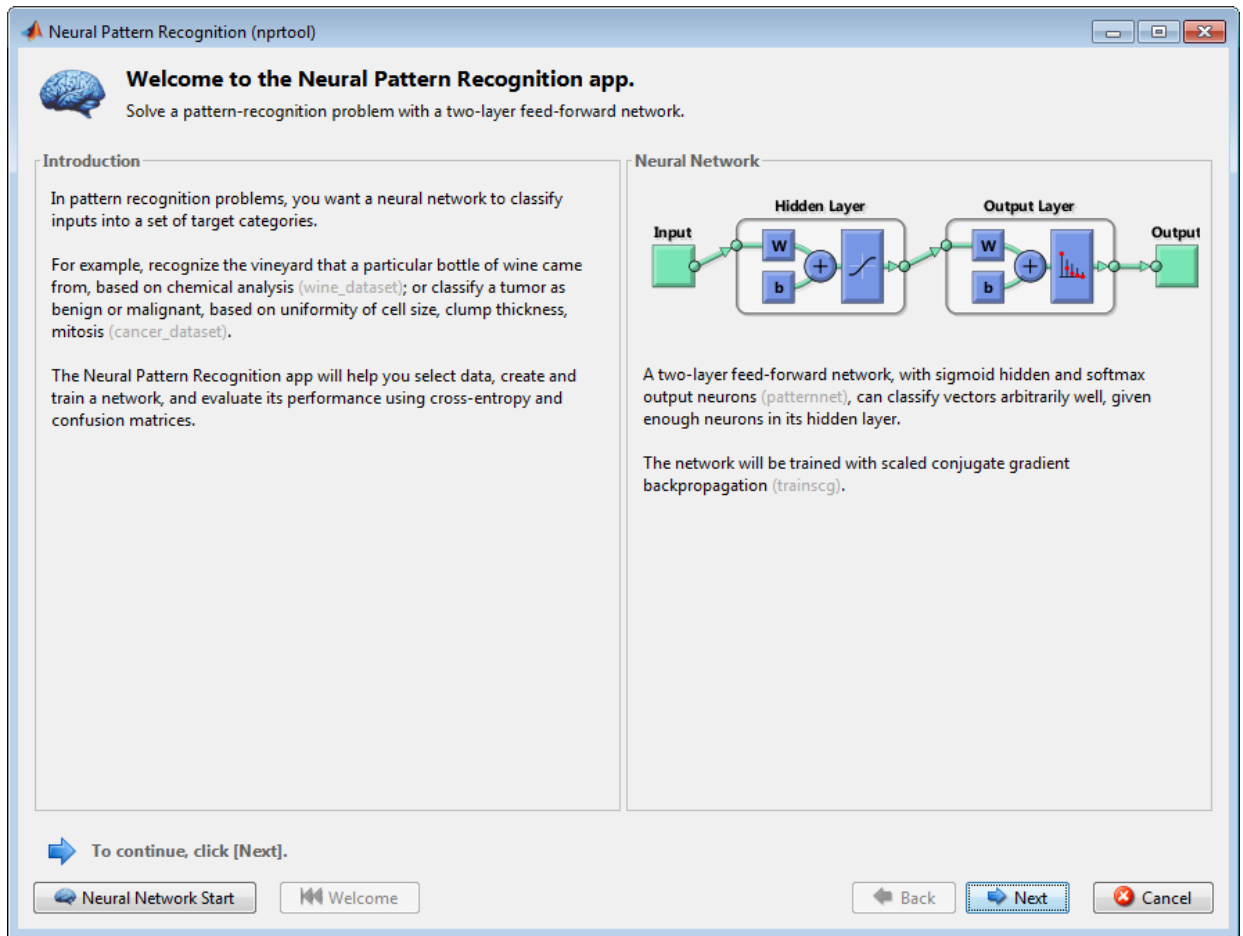 Neural Pattern Recognition (nprtool)
Welcome to the Neural Pattern Recognition app.
Solve a pattern-recognition problem with a two-layer feed-forward network.
Introduction
In pattern recognition problems, you want a neural network to classify
inputs into a set of target categories.
For example, recognize the vineyard that a particular bottle of wine came
from, based on chemical analysis (wine_dataset); or classify a tumor as
benign or malignant, based on uniformity of cell size, clump thickness,
mitosis (cancer_dataset).
The Neural Pattern Recognition app will help you select data, create and
train a network, and evaluate its performance using cross-entropy and
confusion matrices.
Neural Network
Hidden Layer Output Layer
Input W W Output
b b
A two-layer feed-forward network, with sigmoid hidden and softmax
output neurons (patternnet), can classify vectors arbitrarily well, given
enough neurons in its hidden layer.
The network will be trained with scaled conjugate gradient
backpropagation (trainscg).
To continue, click [Next].
Neural Network Start Welcome Back Next Cancel